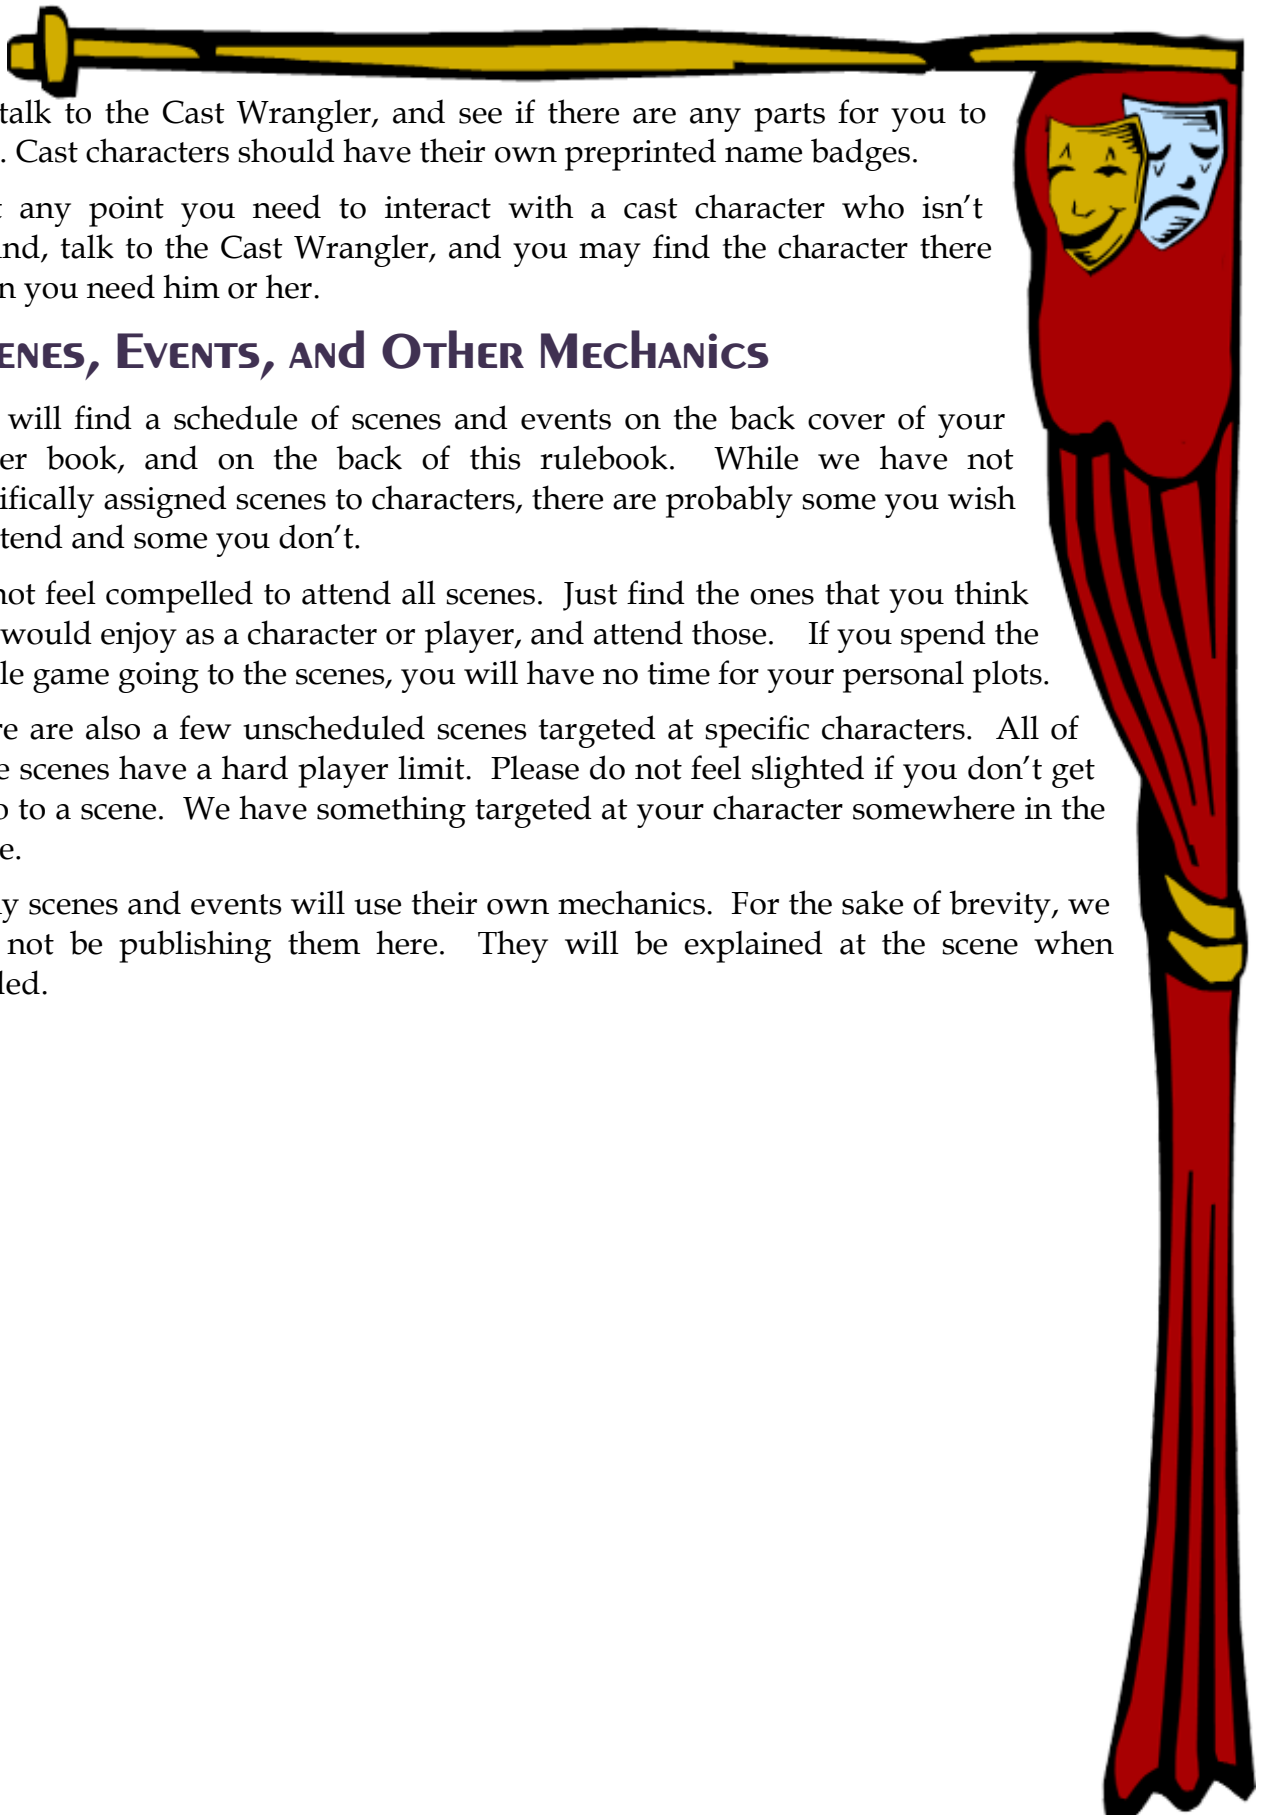 talk to the Cast Wrangler, and see if there are any parts for you to
. Cast characters should have their own preprinted name badges.
any point you need to interact with a cast character who isn't
nd, talk to the Cast Wrangler, and you may find the character there
n you need him or her.
enes, Events, and Other Mechanics
will find a schedule of scenes and events on the back cover of your
er book, and on the back of this rulebook. While we have not
ifically assigned scenes to characters, there are probably some you wish
tend and some you don't.
not feel compelled to attend all scenes. Just find the ones that you think
would enjoy as a character or player, and attend those. If you spend the
le game going to the scenes, you will have no time for your personal plots.
re are also a few unscheduled scenes targeted at specific characters. All of
e scenes have a hard player limit. Please do not feel slighted if you don't get
o to a scene. We have something targeted at your character somewhere in the
e.
y scenes and events will use their own mechanics. For the sake of brevity, we
not be publishing them here. They will be explained at the scene when
led.